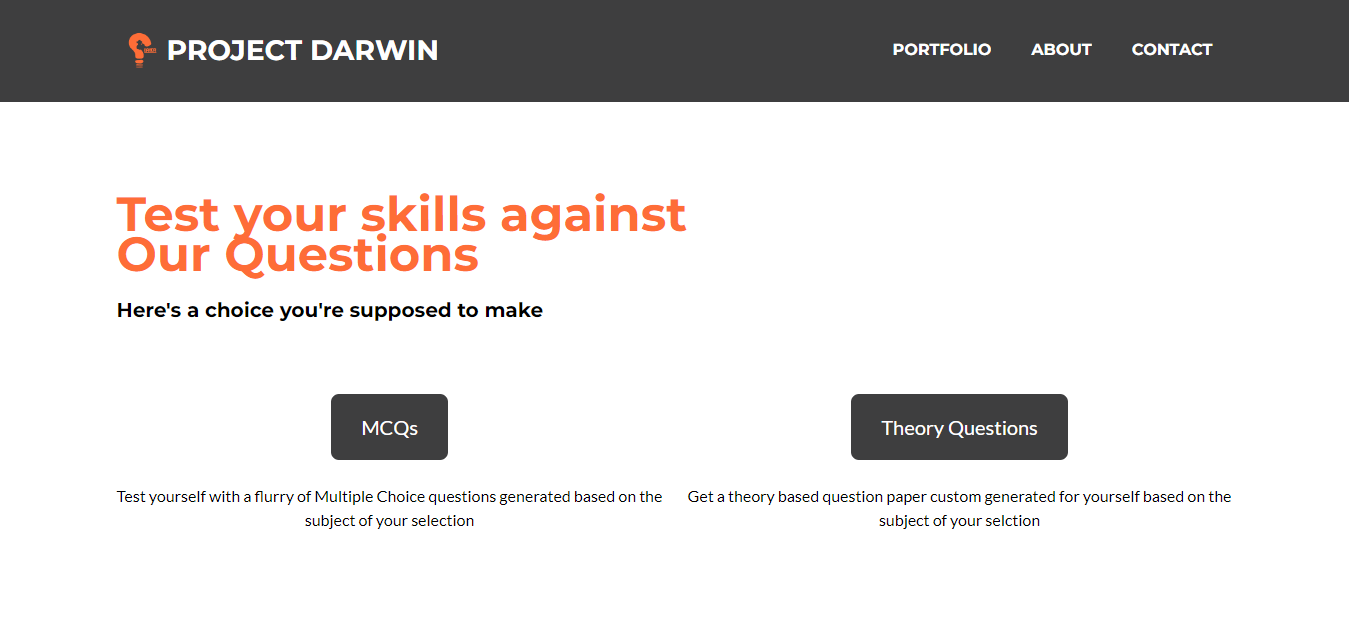 PROJECT DARWIN
PORTFOLIO
ABOUT
CONTACT
Test your skills against
Our Questions
Here's a choice you're supposed to make
MCQs
Test yourself with a flurry of Multiple Choice questions generated based on the
subject of your selection
Theory Questions
Get a theory based question paper custom generated for yourself based on the
subject of your selction